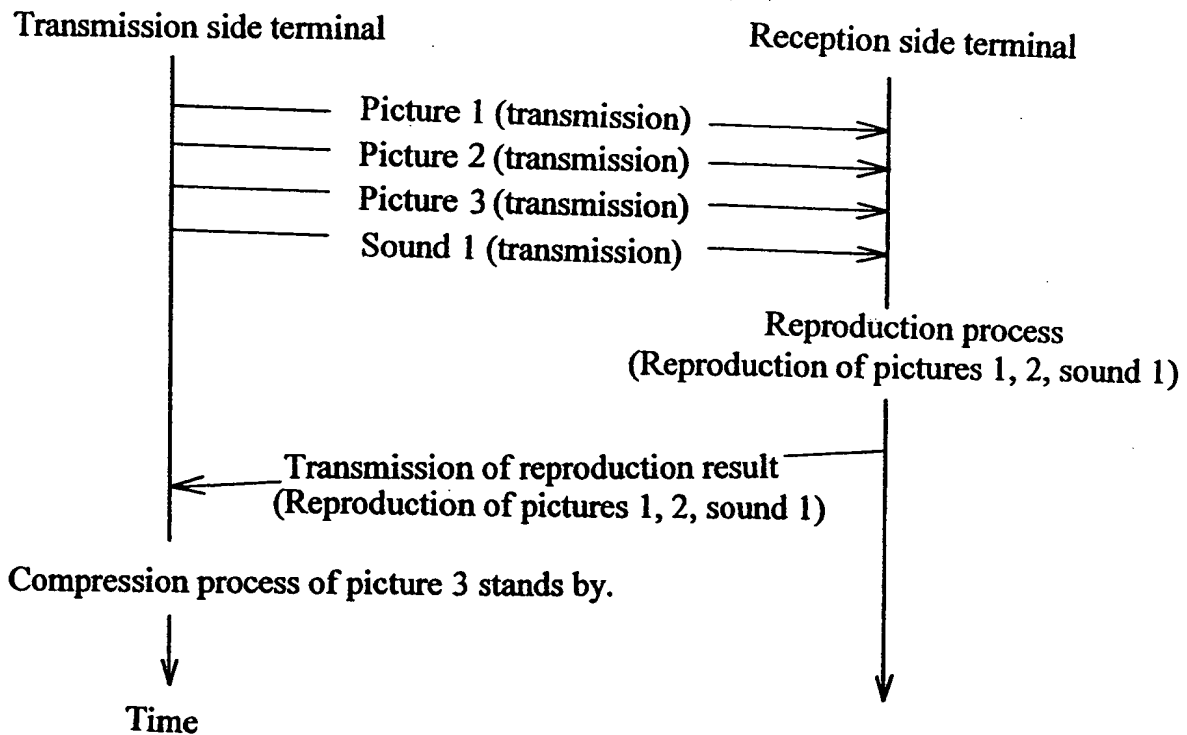 Transmission side terminal
Reception side terminal
Picture 1 (transmission)
Picture 2 (transmission)
Picture 3 (transmission)
Sound 1 (transmission)
Reproduction process
(Reproduction of pictures 1, 2, sound 1)
Transmission of reproduction result
(Reproduction of pictures 1, 2, sound 1)
Compression process of picture 3 stands by.
Time